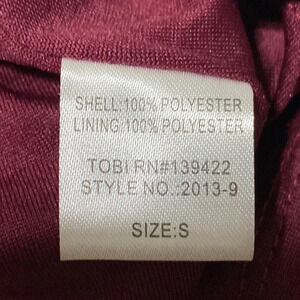 SHELL:100% POLYESTER
LINING:100% POLYESTER
TOBI RN#139422
STYLE NO.:2013-9
SIZE:S